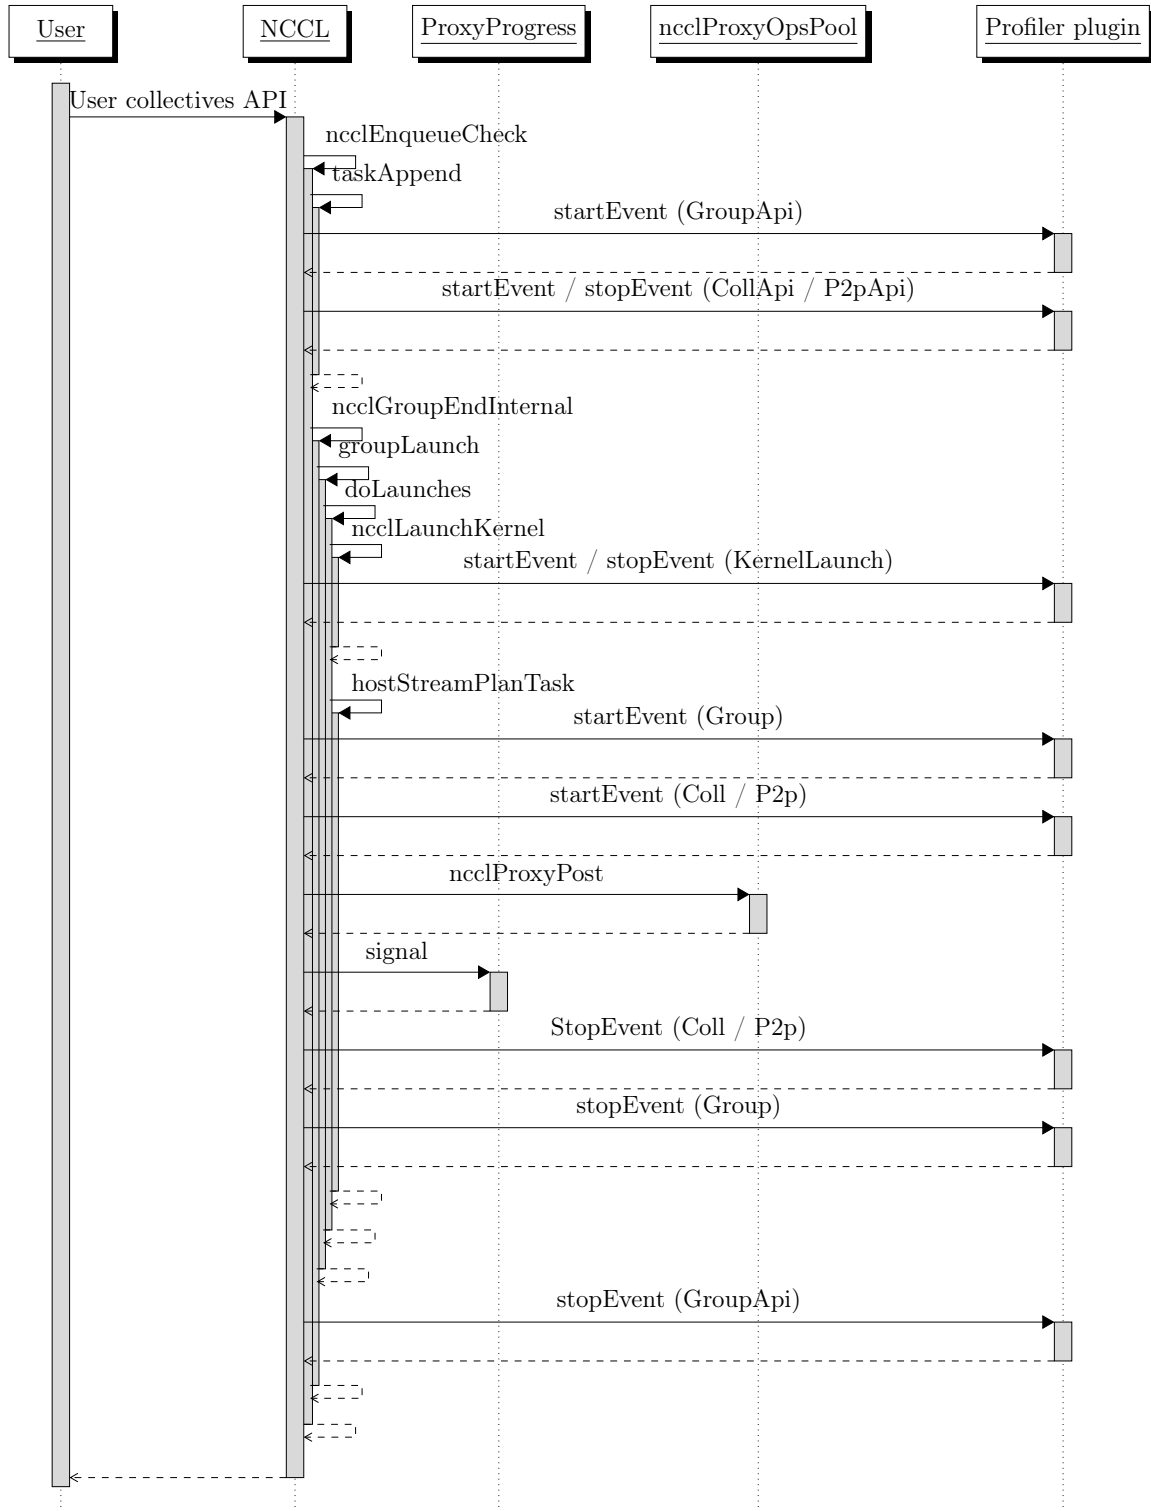 User
NCCL
ProxyProgress
ncclProxyOpsPool
Profiler plugin
User collectives API
ncclEnqueueCheck
taskAppend
startEvent (GroupApi)
startEvent / stopEvent (CollApi / P2pApi)
ncclGroupEndInternal
groupLaunch
doLaunches
ncclLaunchKernel
startEvent / stopEvent (KernelLaunch)
hostStreamPlanTask
startEvent (Group)
startEvent (Coll / P2p)
ncclProxyPost
signal
StopEvent (Coll / P2p)
stopEvent (Group)
stopEvent (GroupApi)